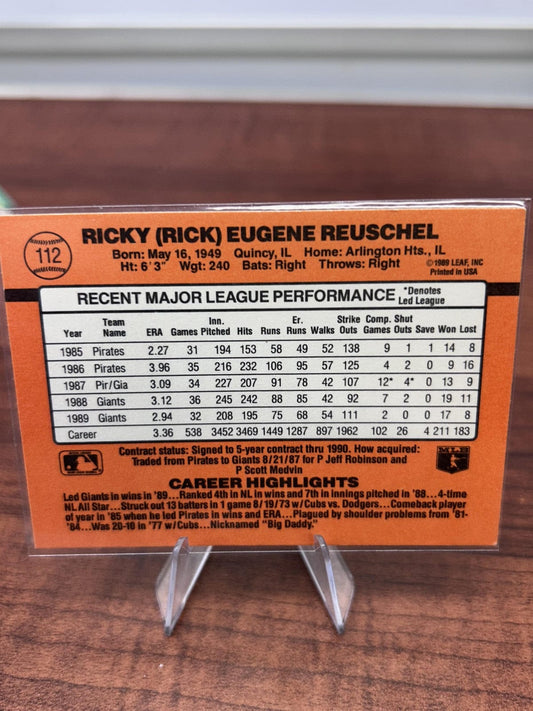 112
RICKY (RICK) EUGENE REUSCHEL
Born: May 16, 1949 Quincy, IL Home: Arlington Hts., IL
Ht: 6'3" Wgt: 240 Bats: Right Throws: Right
©1989 LEAF, INC
Printed in USA
RECENT MAJOR LEAGUE PERFORMANCE *Denotes Led League
Year Team Name ERA Games Inn. Pitched Hits Runs Er. Runs Walks Strike Outs Comp. Games Shut Outs Save Won Lost
1985 Pirates 2.27 31 194 153 58 49 52 138 9 1 1 14 8
1986 Pirates 3.96 35 216 232 106 95 57 125 4 2 0 9 16
1987 Pir/Gia 3.09 34 227 207 91 78 42 107 12* 4* 0 13 9
1988 Giants 3.12 36 245 242 88 85 42 92 7 2 0 19 11
1989 Giants 2.94 32 208 195 75 68 54 111 2 0 0 17 8
Career 3.36 538 3452 3469 1449 1287 897 1962 102 26 4 211 183
Contract status: Signed to 5-year contract thru 1990. How acquired:
Traded from Pirates to Giants 8/21/87 for P Jeff Robinson and
P Scott Medvin
MLB
CAREER HIGHLIGHTS
Led Giants in wins in '89...Ranked 4th in NL in wins and 7th in innings pitched in '88...4-time
NL All Star...Struck out 13 batters in 1 game 8/19/73 w/Cubs vs. Dodgers...Comeback player
of year in '85 when he led Pirates in wins and ERA...Plagued by shoulder problems from '81-
'84...Was 20-10 in '77 w/Cubs...Nicknamed "Big Daddy."